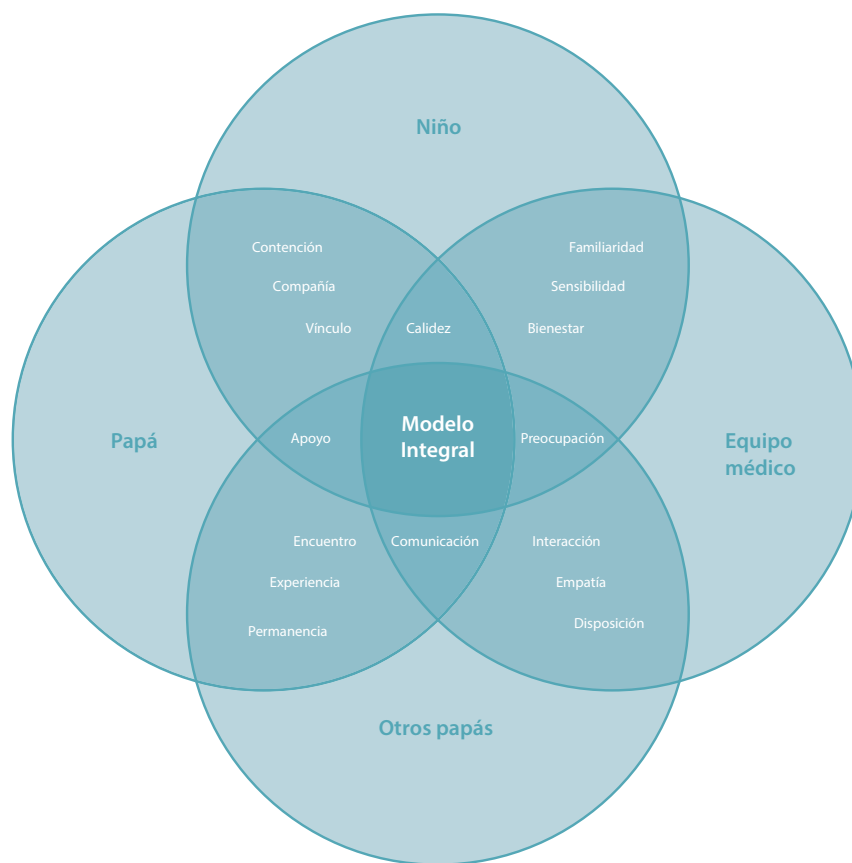 Niño
Contención
Familiaridad
Compañía
Sensibilidad
Vínculo
Calidez
Bienestar
Papá
Apoyo
Modelo
Integral
Preocupación
Equipo
médico
Encuentro
Comunicación
Interacción
Experiencia
Empatía
Permanencia
Disposición
Otros papás